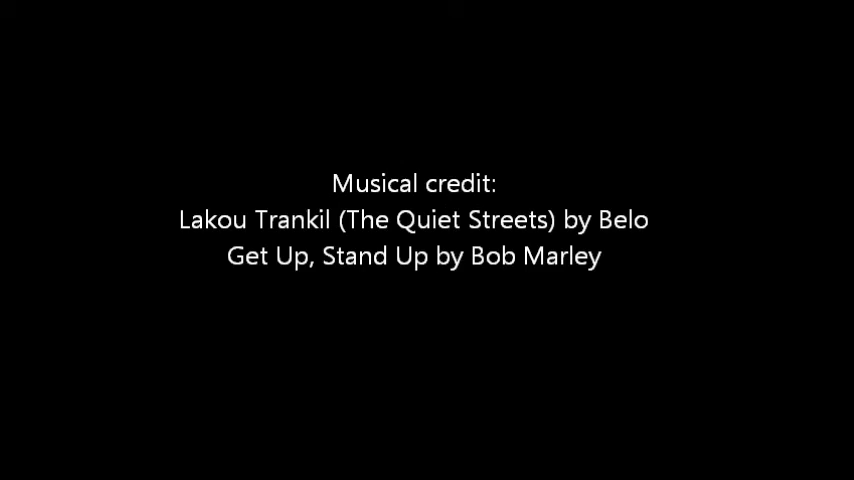 Musical credit:
Lakou Trankil (The Quiet Streets) by Belo
Get Up, Stand Up by Bob Marley